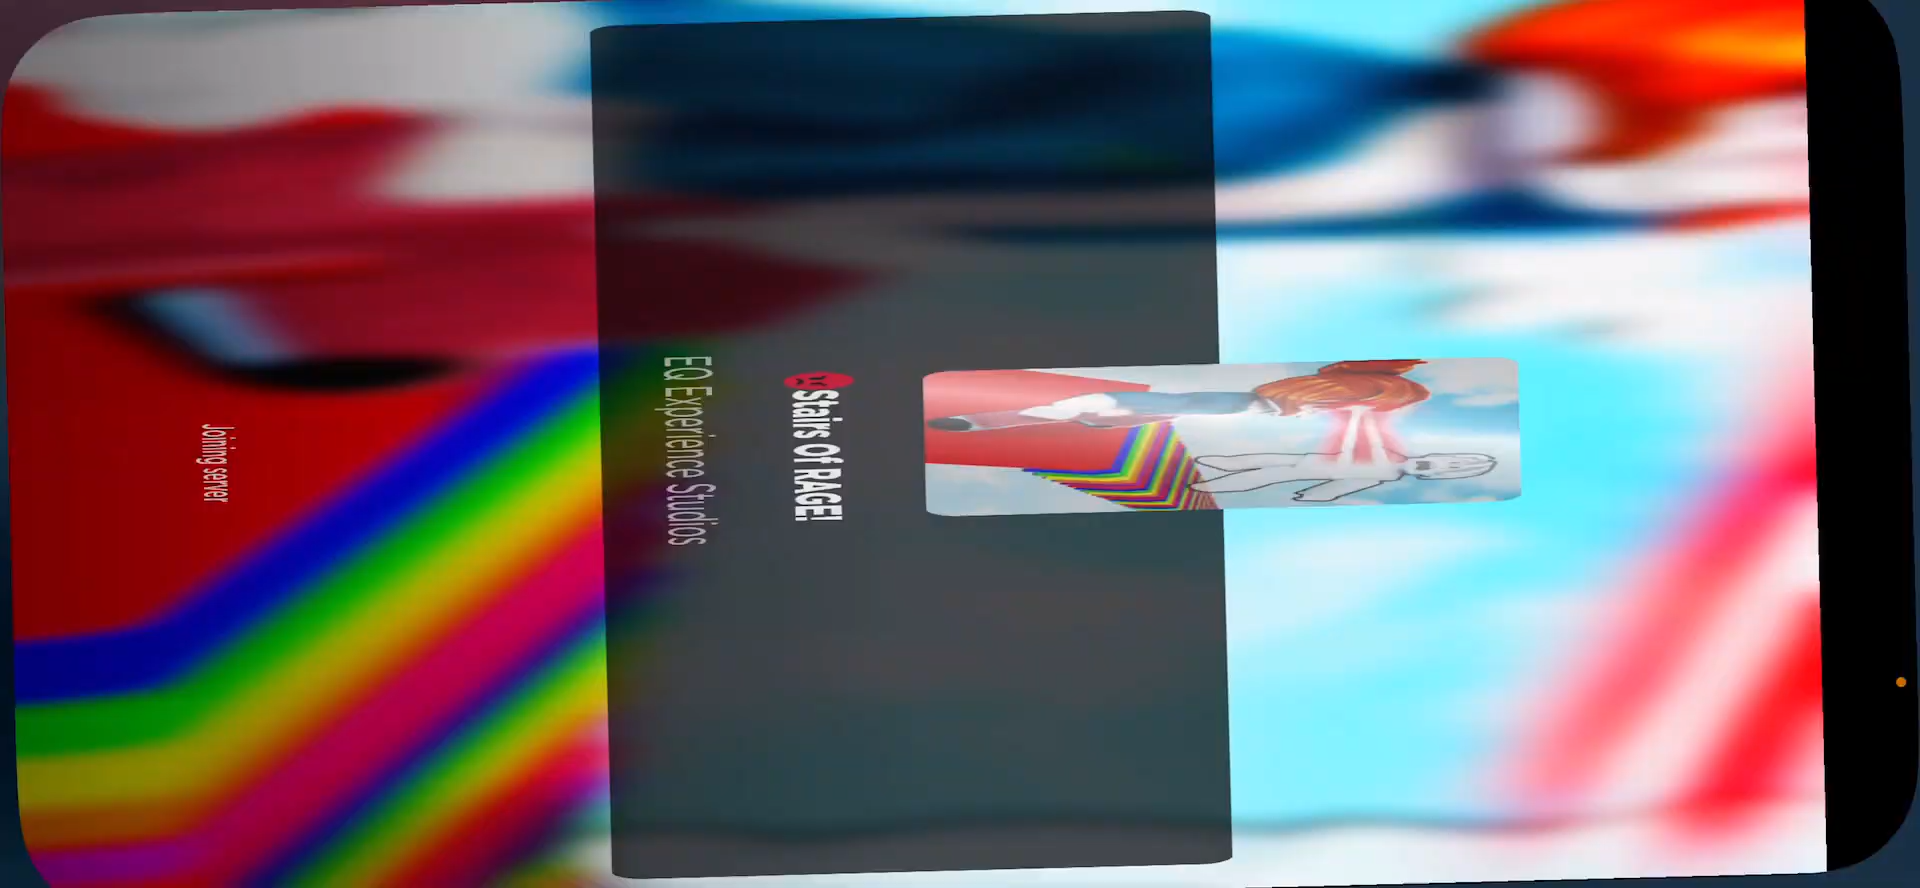 😡Stairs Of RAGE!
EQ Experience Studios
Joining server